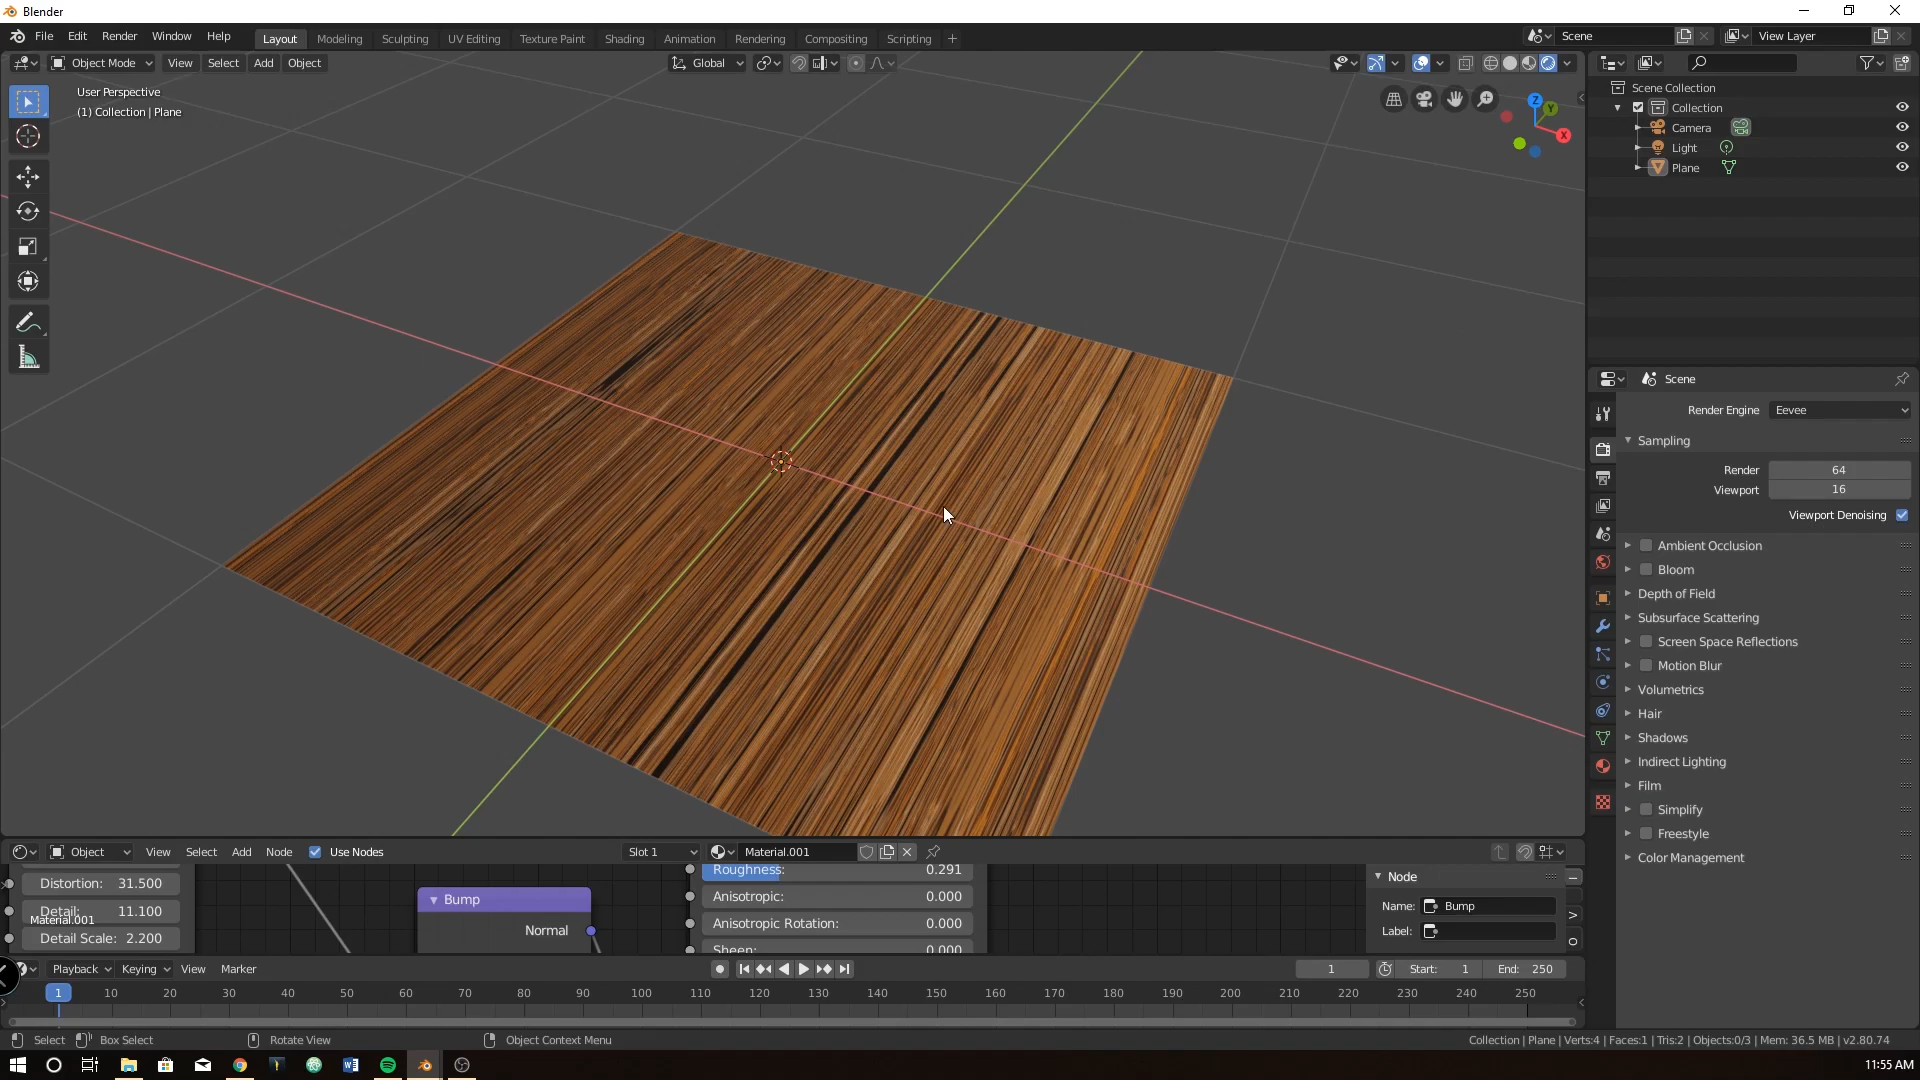 Blender
File Edit Render Window Help
Layout Modeling Sculpting UV Editing Texture Paint Shading Animation Rendering Compositing Scripting +
Scene
View Layer
Object Mode View Select Add Object
Global
User Perspective
(1) Collection | Plane
Z
Y
X
Scene Collection
Collection
Camera
Light
Plane
Scene
Render Engine Eevee
Sampling
Render 64
Viewport 16
Viewport Denoising
Ambient Occlusion
Bloom
Depth of Field
Subsurface Scattering
Screen Space Reflections
Motion Blur
Volumetrics
Hair
Shadows
Indirect Lighting
Film
Simplify
Freestyle
Color Management
Object View Select Add Node Use Nodes Slot 1 Material.001
Distortion: 31.500
Detail: 11.100
Material.001
Detail Scale: 2.200
Bump
Normal
Roughness: 0.291
Anisotropic: 0.000
Anisotropic Rotation: 0.000
Sheen: 0.000
Node
Name: Bump
Label:
Playback Keying View Marker
1 Start: 1 End: 250
1 10 20 30 40 50 60 70 80 90 100 110 120 130 140 150 160 170 180 190 200 210 220 230 240 250
Select Box Select Rotate View Object Context Menu
Collection | Plane | Verts:4 | Faces:1 | Tris:2 | Objects:0/3 | Mem: 36.5 MB | v2.80.74
11:55 AM